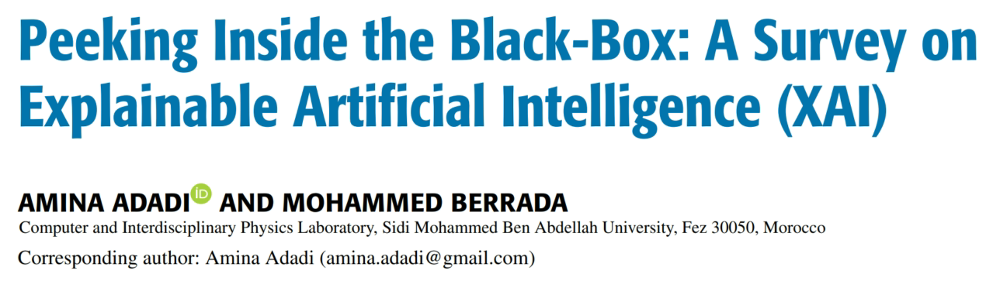 Peeking Inside the Black-Box: A Survey on
Explainable Artificial Intelligence (XAI)
AMINA ADADI iD AND MOHAMMED BERRADA
Computer and Interdisciplinary Physics Laboratory, Sidi Mohammed Ben Abdellah University, Fez 30050, Morocco
Corresponding author: Amina Adadi (amina.adadi@gmail.com)